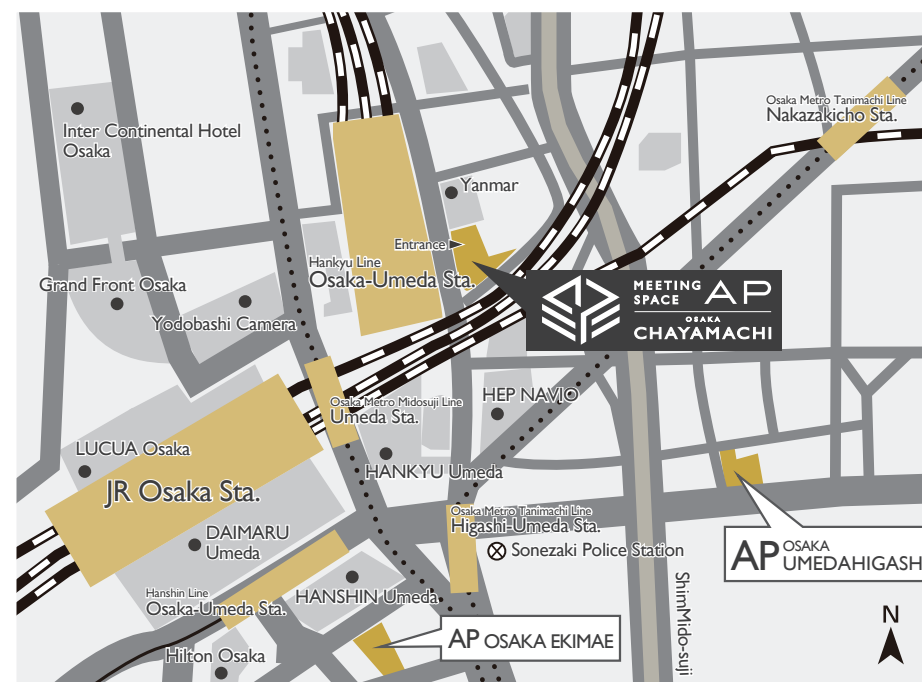 Inter Continental Hotel
Osaka
Osaka Metro Tanimachi Line
Nakazakicho Sta.
Yanmar
Entrance
Hankyu Line
Osaka-Umeda Sta.
Grand Front Osaka
Yodobashi Camera
MEETING
SPACE AP
OSAKA
CHAYAMACHI
Osaka Metro Midosuji Line
Umeda Sta.
HEP NAVIO
LUCUA Osaka
HANKYU Umeda
JR Osaka Sta.
Osaka Metro Tanimachi Line
Higashi-Umeda Sta.
DAIMARU
Umeda
Sonezaki Police Station
AP OSAKA
UMEDAHIGASH
Hanshin Line
Osaka-Umeda Sta.
HANSHIN Umeda
ShimMido-suji
AP OSAKA EKIMAE
Hilton Osaka
N